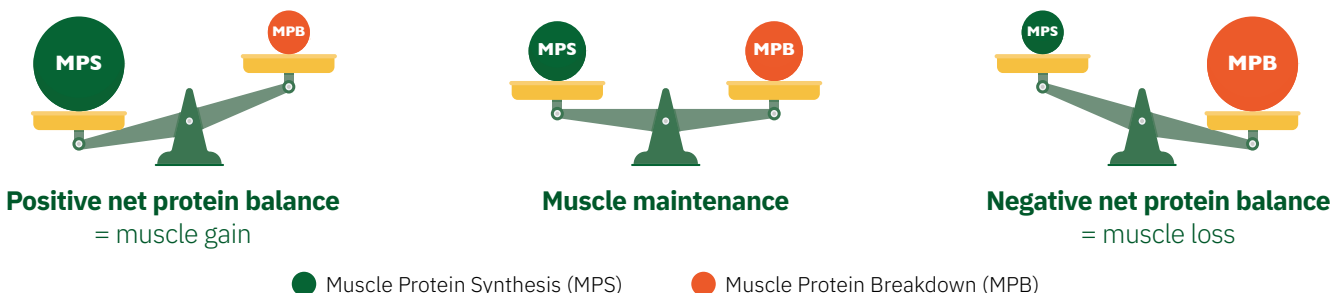 MPS
MPB
MPS
MPB
MPS
MPB
Positive net protein balance
= muscle gain
Muscle maintenance
Negative net protein balance
= muscle loss
Muscle Protein Synthesis (MPS)
Muscle Protein Breakdown (MPB)